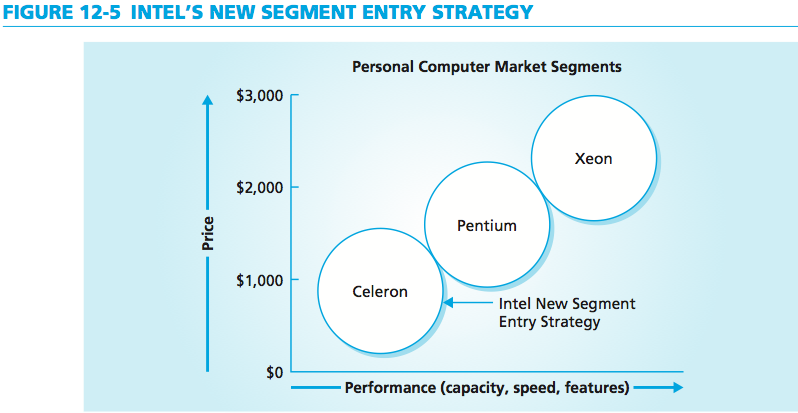 FIGURE 12-5 INTEL'S NEW SEGMENT ENTRY STRATEGY
Personal Computer Market Segments
$3,000
Xeon
$2,000
Pentium
Price
$1,000
Celeron
Intel New Segment
Entry Strategy
$0
Performance (capacity, speed, features)